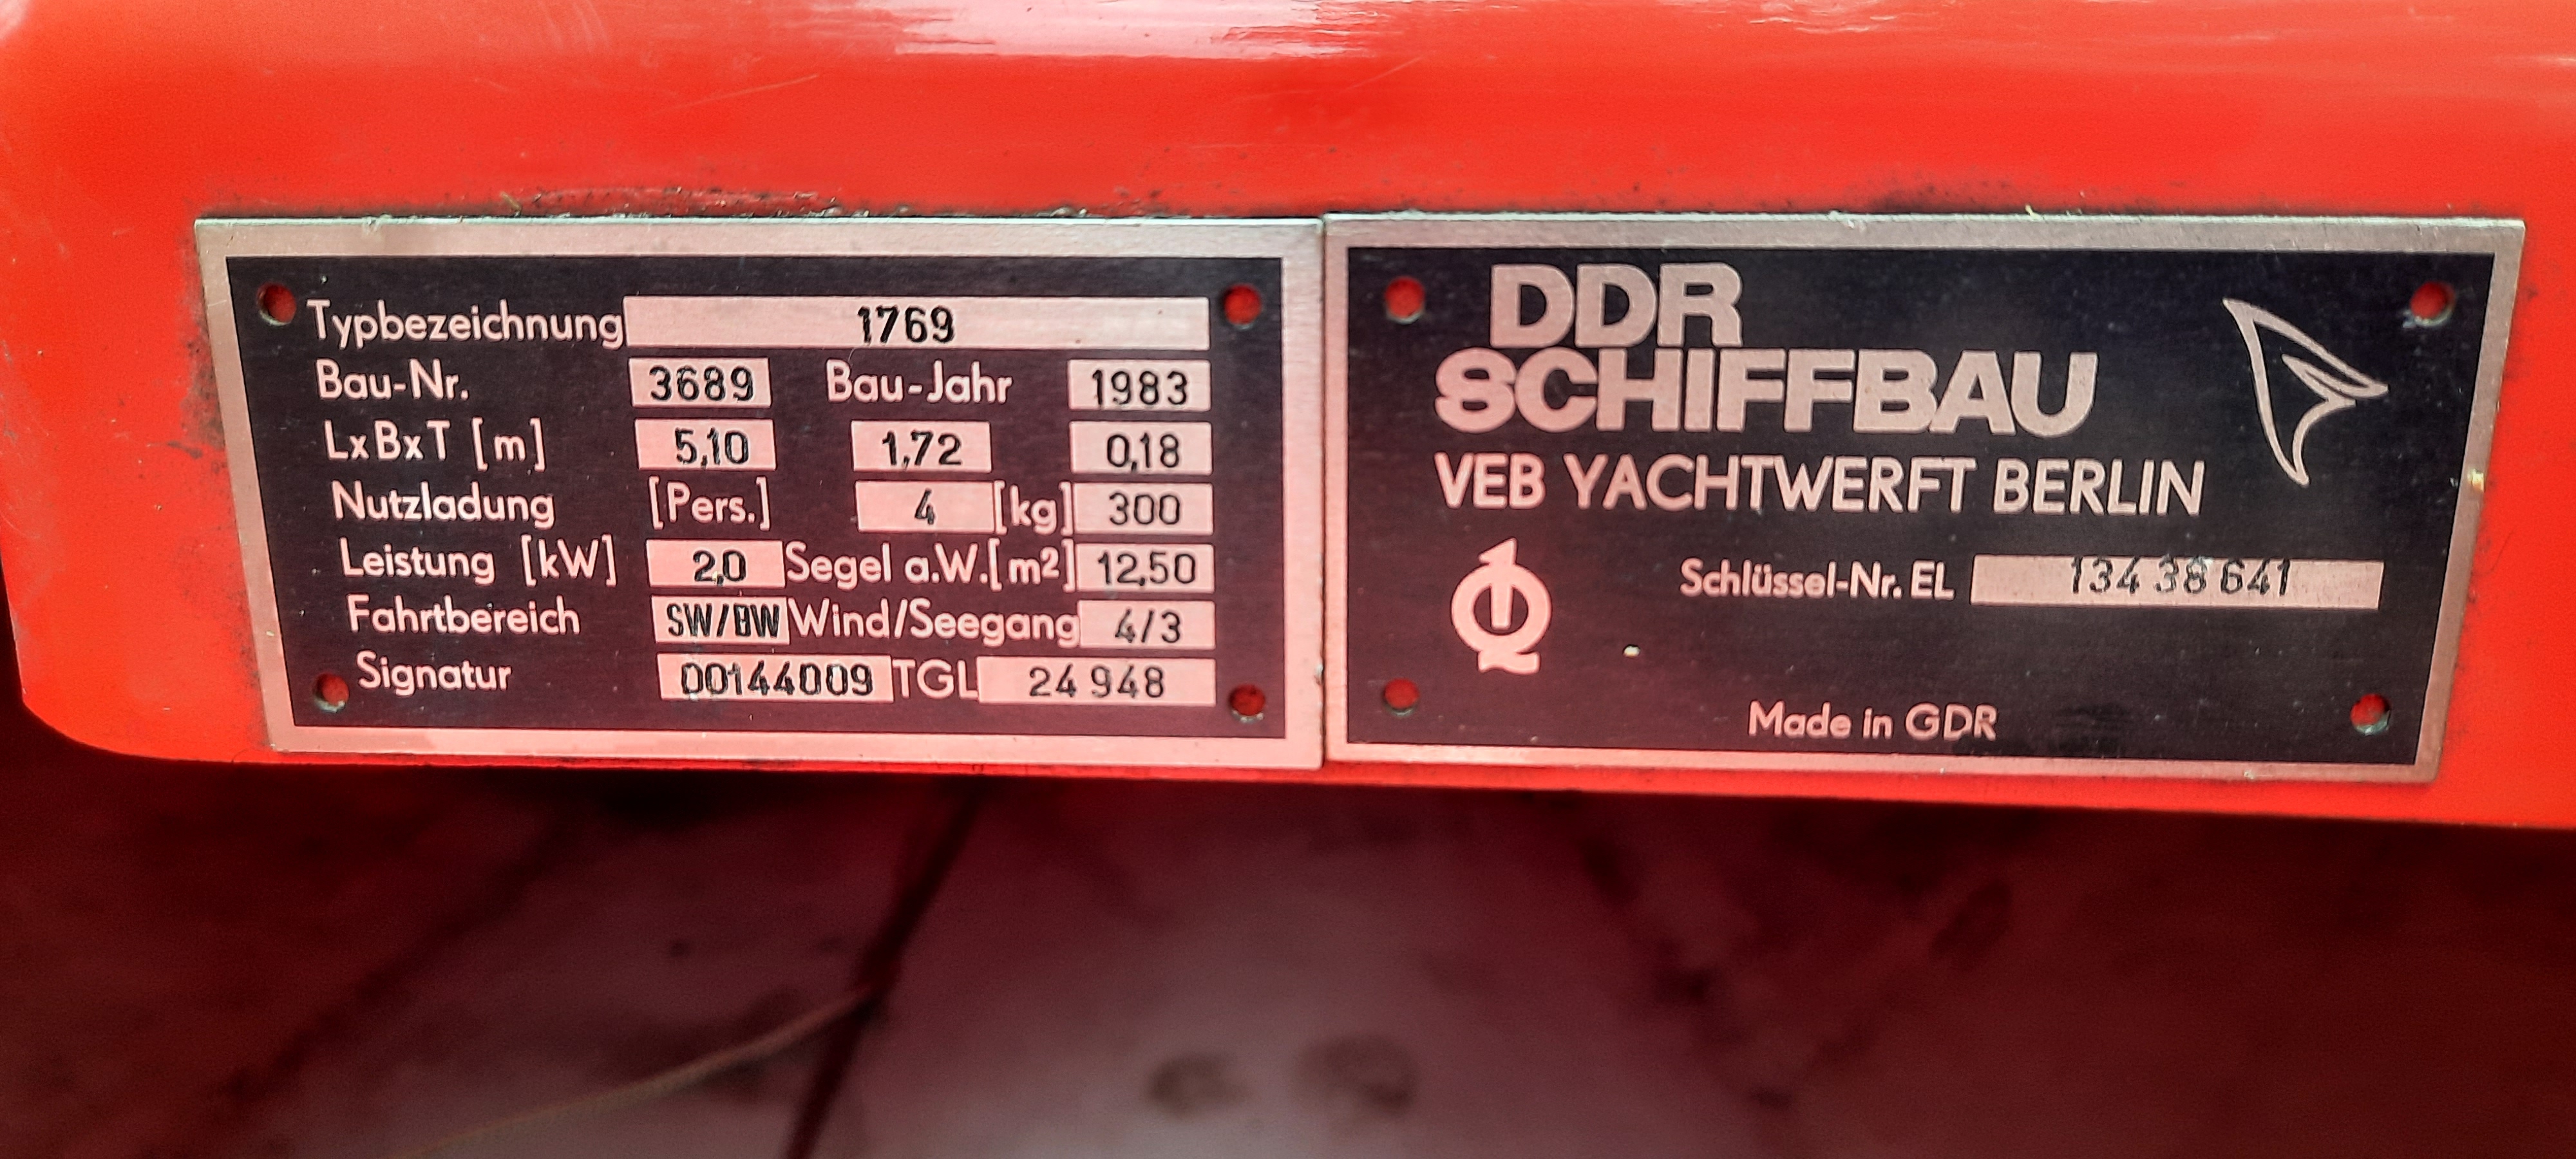 Typbezeichnung 1769
Bau-Nr. 3689 Bau-Jahr 1983
LxBxT [m] 5,10 1,72 0,18
Nutzladung [Pers.] 4 [kg] 300
Leistung [kW] 2,0 Segel a.W.[m2] 12,50
Fahrtbereich SW/BW Wind/Seegang 4/3
Signatur 00144009 TGL 24 948
DDR
SCHIFFBAU
VEB YACHTWERFT BERLIN
Q 1
Schlüssel-Nr. EL 134 38 641
Made in GDR